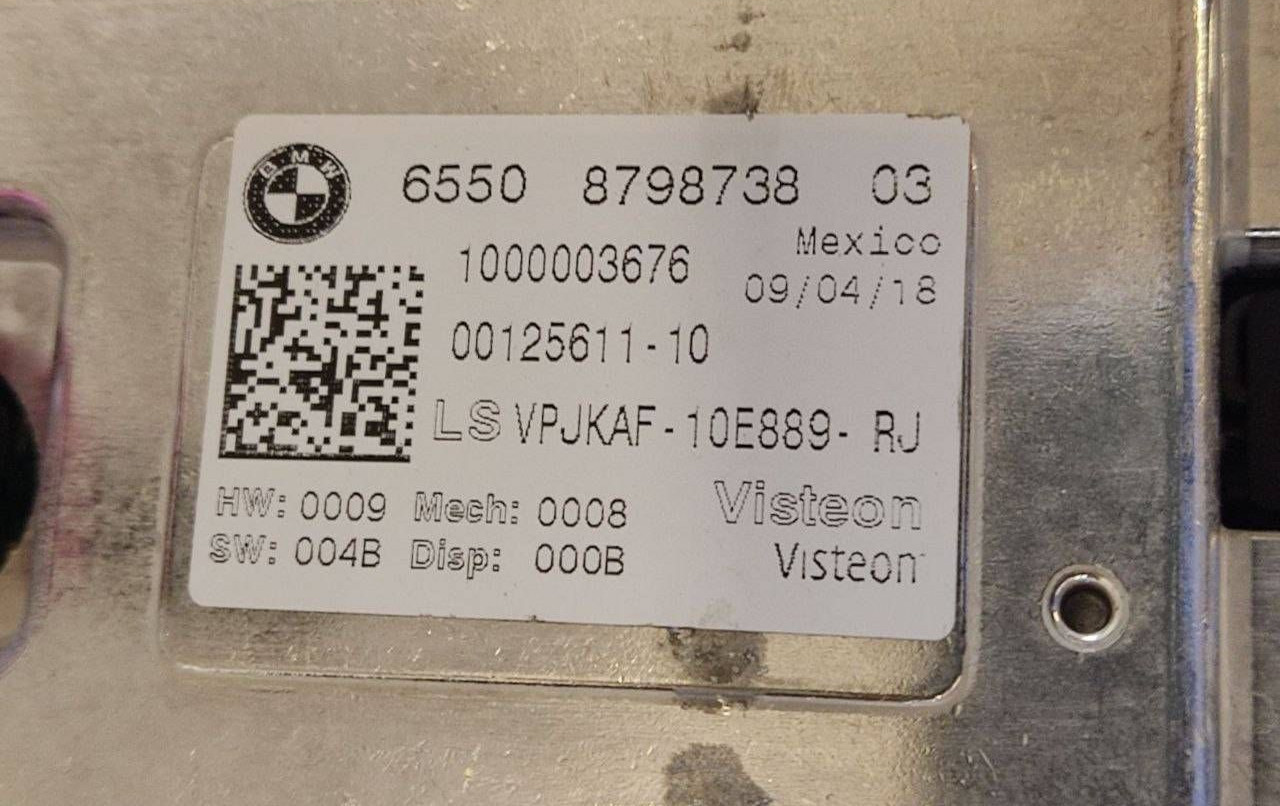 BMW
6550 8798738 03
Mexico
1000003676
09/04/18
00125611-10
LS VPJKAF-10E889-RJ
HW: 0009 Mech: 0008
Visteon
SW: 004B Disp: 000B
Visteon